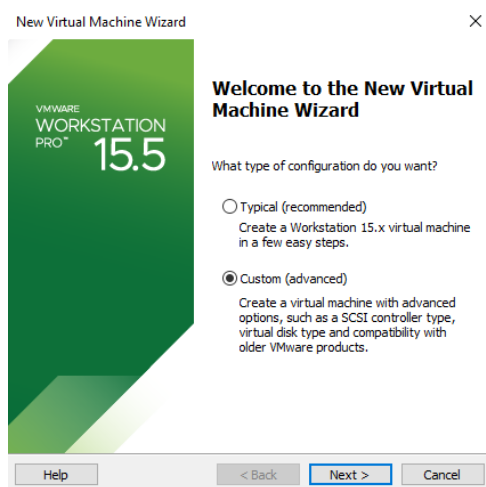 New Virtual Machine Wizard
VMWARE
WORKSTATION
PRO™ 15.5
Welcome to the New Virtual
Machine Wizard
What type of configuration do you want?
Typical (recommended)
Create a Workstation 15.x virtual machine
in a few easy steps.
Custom (advanced)
Create a virtual machine with advanced
options, such as a SCSI controller type,
virtual disk type and compatibility with
older VMware products.
Help < Back Next > Cancel